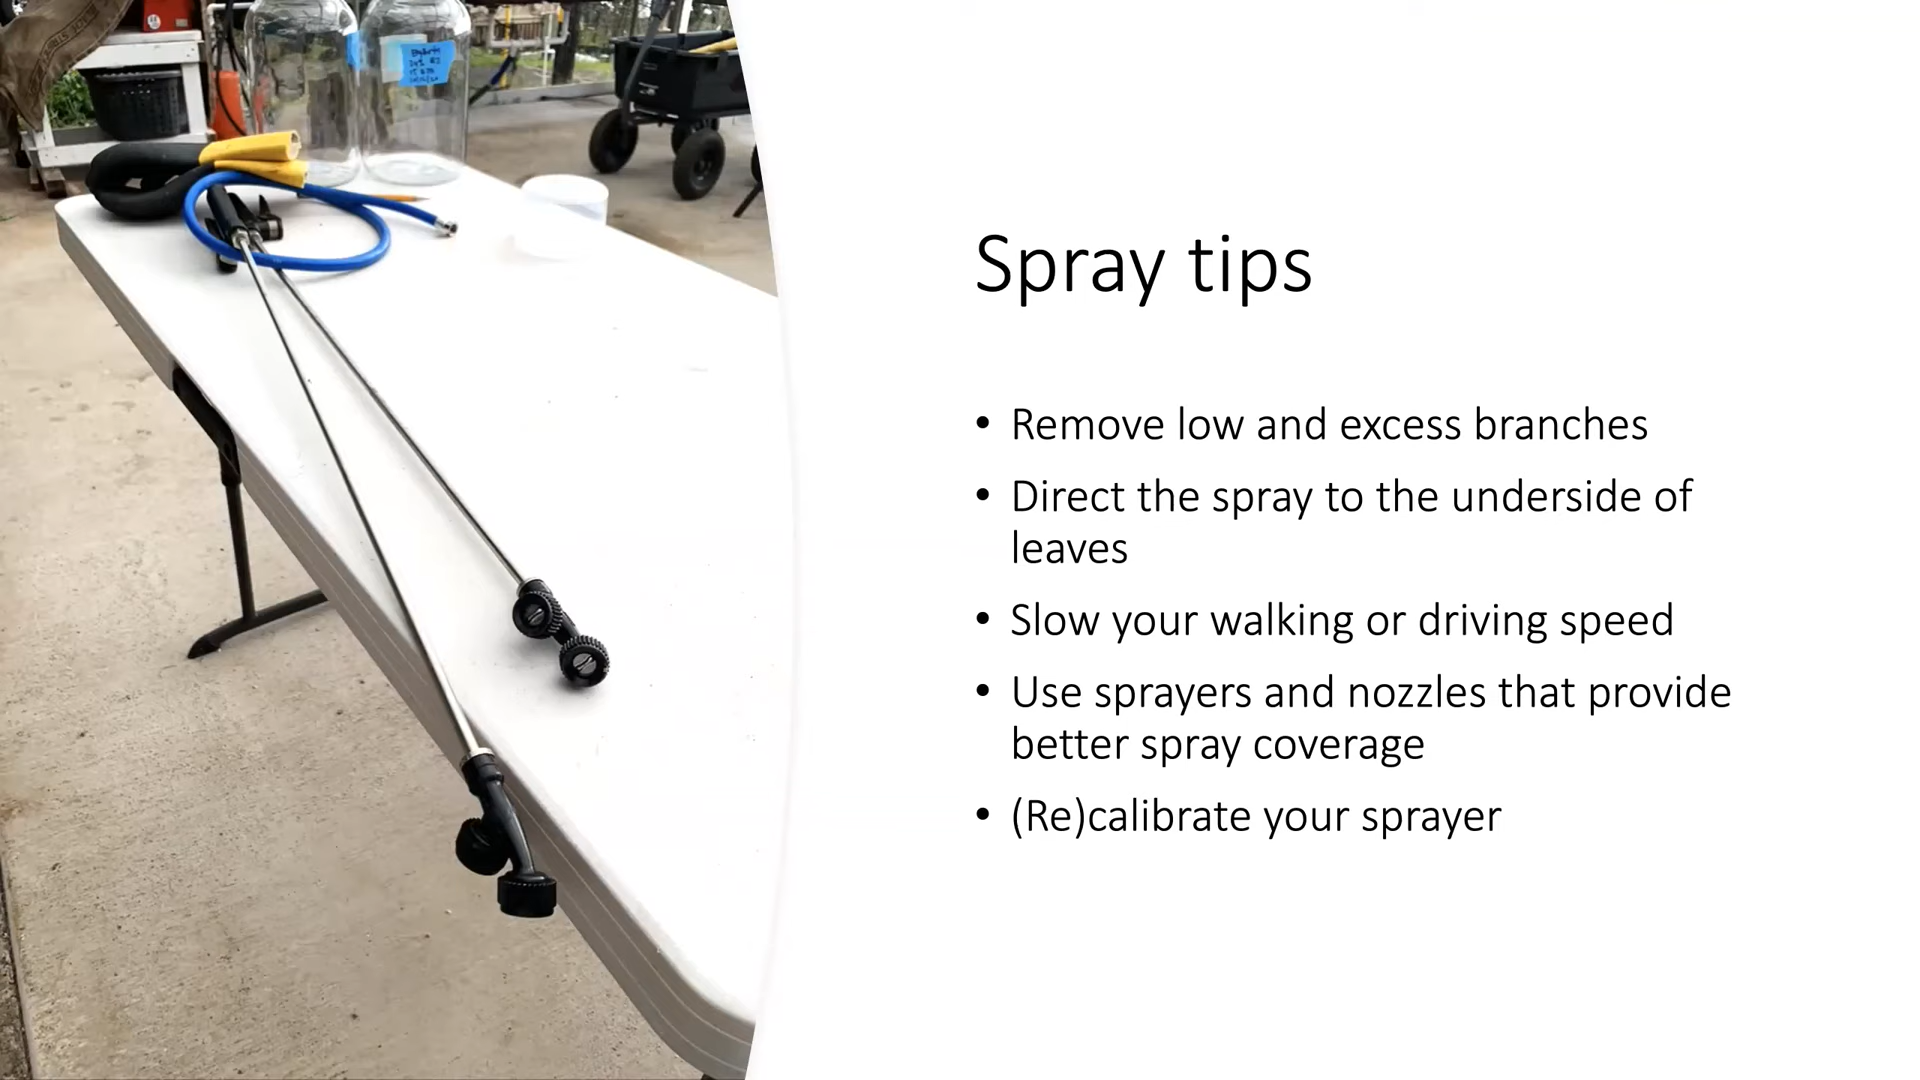 Spray tips
• Remove low and excess branches
• Direct the spray to the underside of
leaves
• Slow your walking or driving speed
• Use sprayers and nozzles that provide
better spray coverage
• (Re)calibrate your sprayer